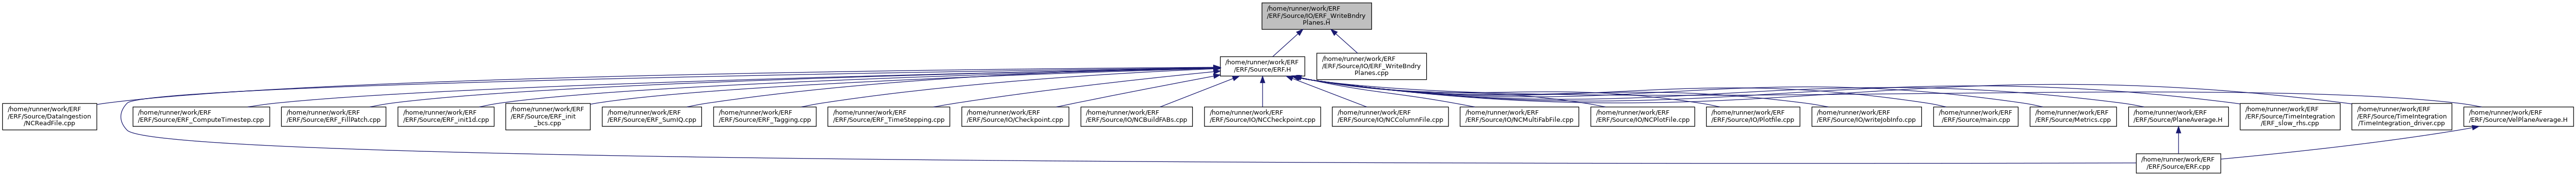 /home/runner/work/ERF
/ERF/Source/IO/ERF_WriteBndry
Planes.H
/home/runner/work/ERF
/ERF/Source/ERF.H
/home/runner/work/ERF
/ERF/Source/IO/ERF_WriteBndry
Planes.cpp
/home/runner/work/ERF
/ERF/Source/DataIngestion
/NCReadFile.cpp
/home/runner/work/ERF
/ERF/Source/ERF_ComputeTimestep.cpp
/home/runner/work/ERF
/ERF/Source/ERF_FillPatch.cpp
/home/runner/work/ERF
/ERF/Source/ERF_init1d.cpp
/home/runner/work/ERF
/ERF/Source/ERF_init
_bcs.cpp
/home/runner/work/ERF
/ERF/Source/ERF_SumIQ.cpp
/home/runner/work/ERF
/ERF/Source/ERF_Tagging.cpp
/home/runner/work/ERF
/ERF/Source/ERF_TimeStepping.cpp
/home/runner/work/ERF
/ERF/Source/IO/Checkpoint.cpp
/home/runner/work/ERF
/ERF/Source/IO/NCBuildFABs.cpp
/home/runner/work/ERF
/ERF/Source/IO/NCCheckpoint.cpp
/home/runner/work/ERF
/ERF/Source/IO/NCColumnFile.cpp
/home/runner/work/ERF
/ERF/Source/IO/NCMultiFabFile.cpp
/home/runner/work/ERF
/ERF/Source/IO/NCPlotFile.cpp
/home/runner/work/ERF
/ERF/Source/IO/Plotfile.cpp
/home/runner/work/ERF
/ERF/Source/IO/writeJobInfo.cpp
/home/runner/work/ERF
/ERF/Source/main.cpp
/home/runner/work/ERF
/ERF/Source/Metrics.cpp
/home/runner/work/ERF
/ERF/Source/PlaneAverage.H
/home/runner/work/ERF
/ERF/Source/TimeIntegration
/ERF_slow_rhs.cpp
/home/runner/work/ERF
/ERF/Source/TimeIntegration
/TimeIntegration_driver.cpp
/home/runner/work/ERF
/ERF/Source/VelPlaneAverage.H
/home/runner/work/ERF
/ERF/Source/ERF.cpp